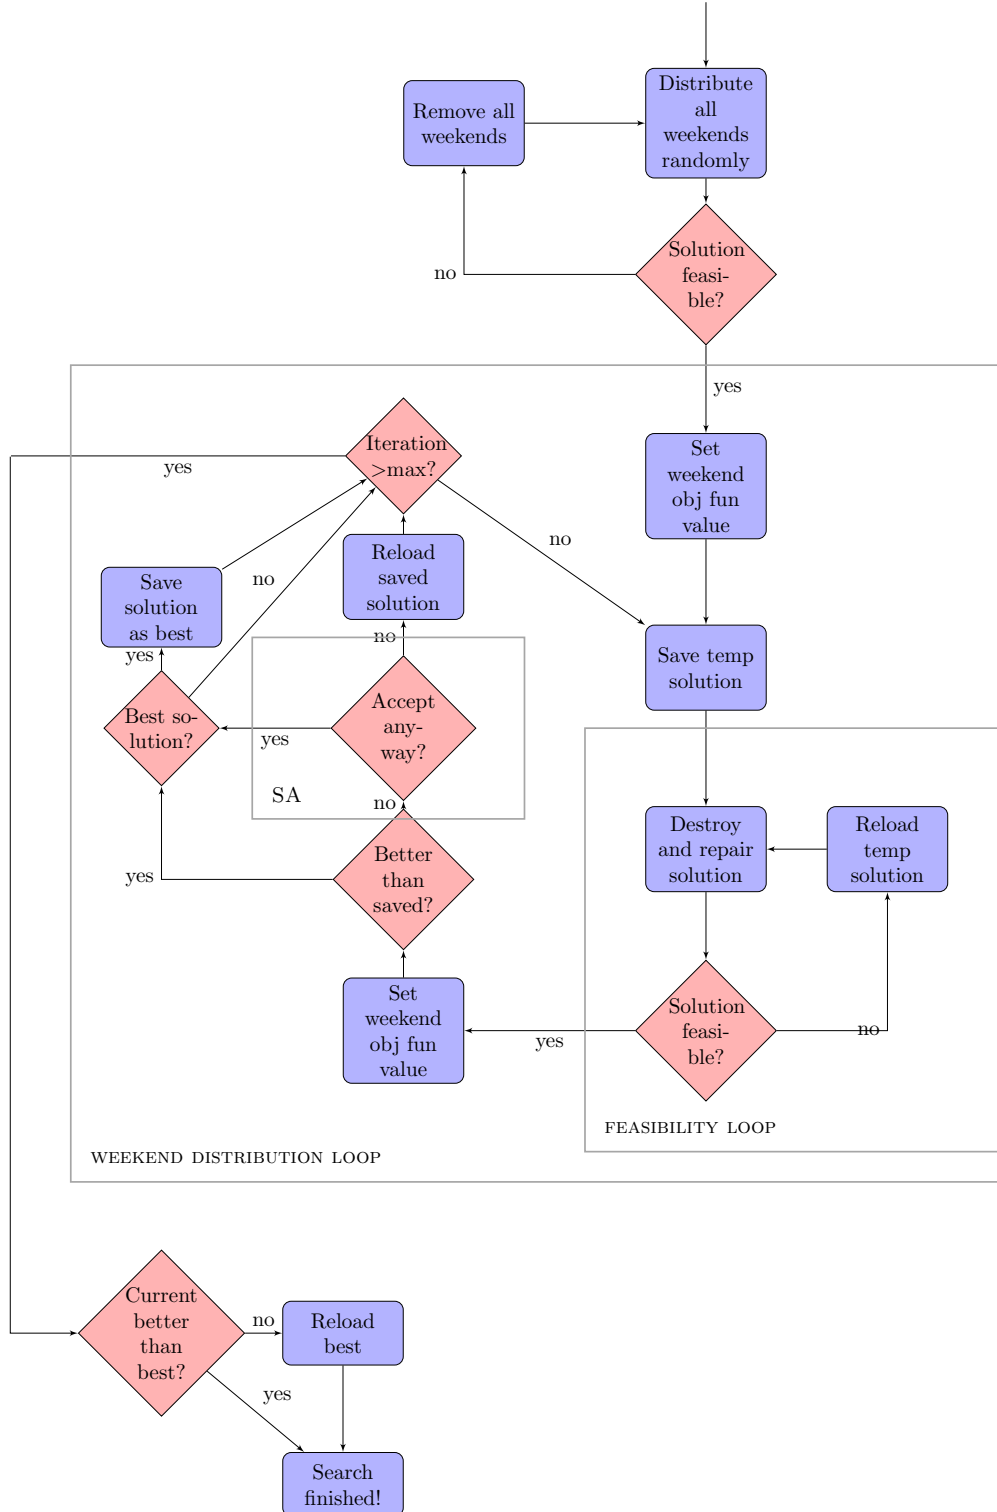 Distribute
all
weekends
randomly
Remove all
weekends
Solution
feasi-
ble?
no
yes
Iteration
>max?
yes
Set
weekend
obj fun
value
no
Reload
saved
solution
Save
solution
as best
no
yes
no
Save temp
solution
Best so-
lution?
Accept
any-
way?
yes
SA
no
Destroy
and repair
solution
Reload
temp
solution
Better
than
saved?
yes
Set
weekend
obj fun
value
Solution
feasi-
ble?
no
yes
FEASIBILITY LOOP
WEEKEND DISTRIBUTION LOOP
Current
better
than
best?
no
Reload
best
yes
Search
finished!